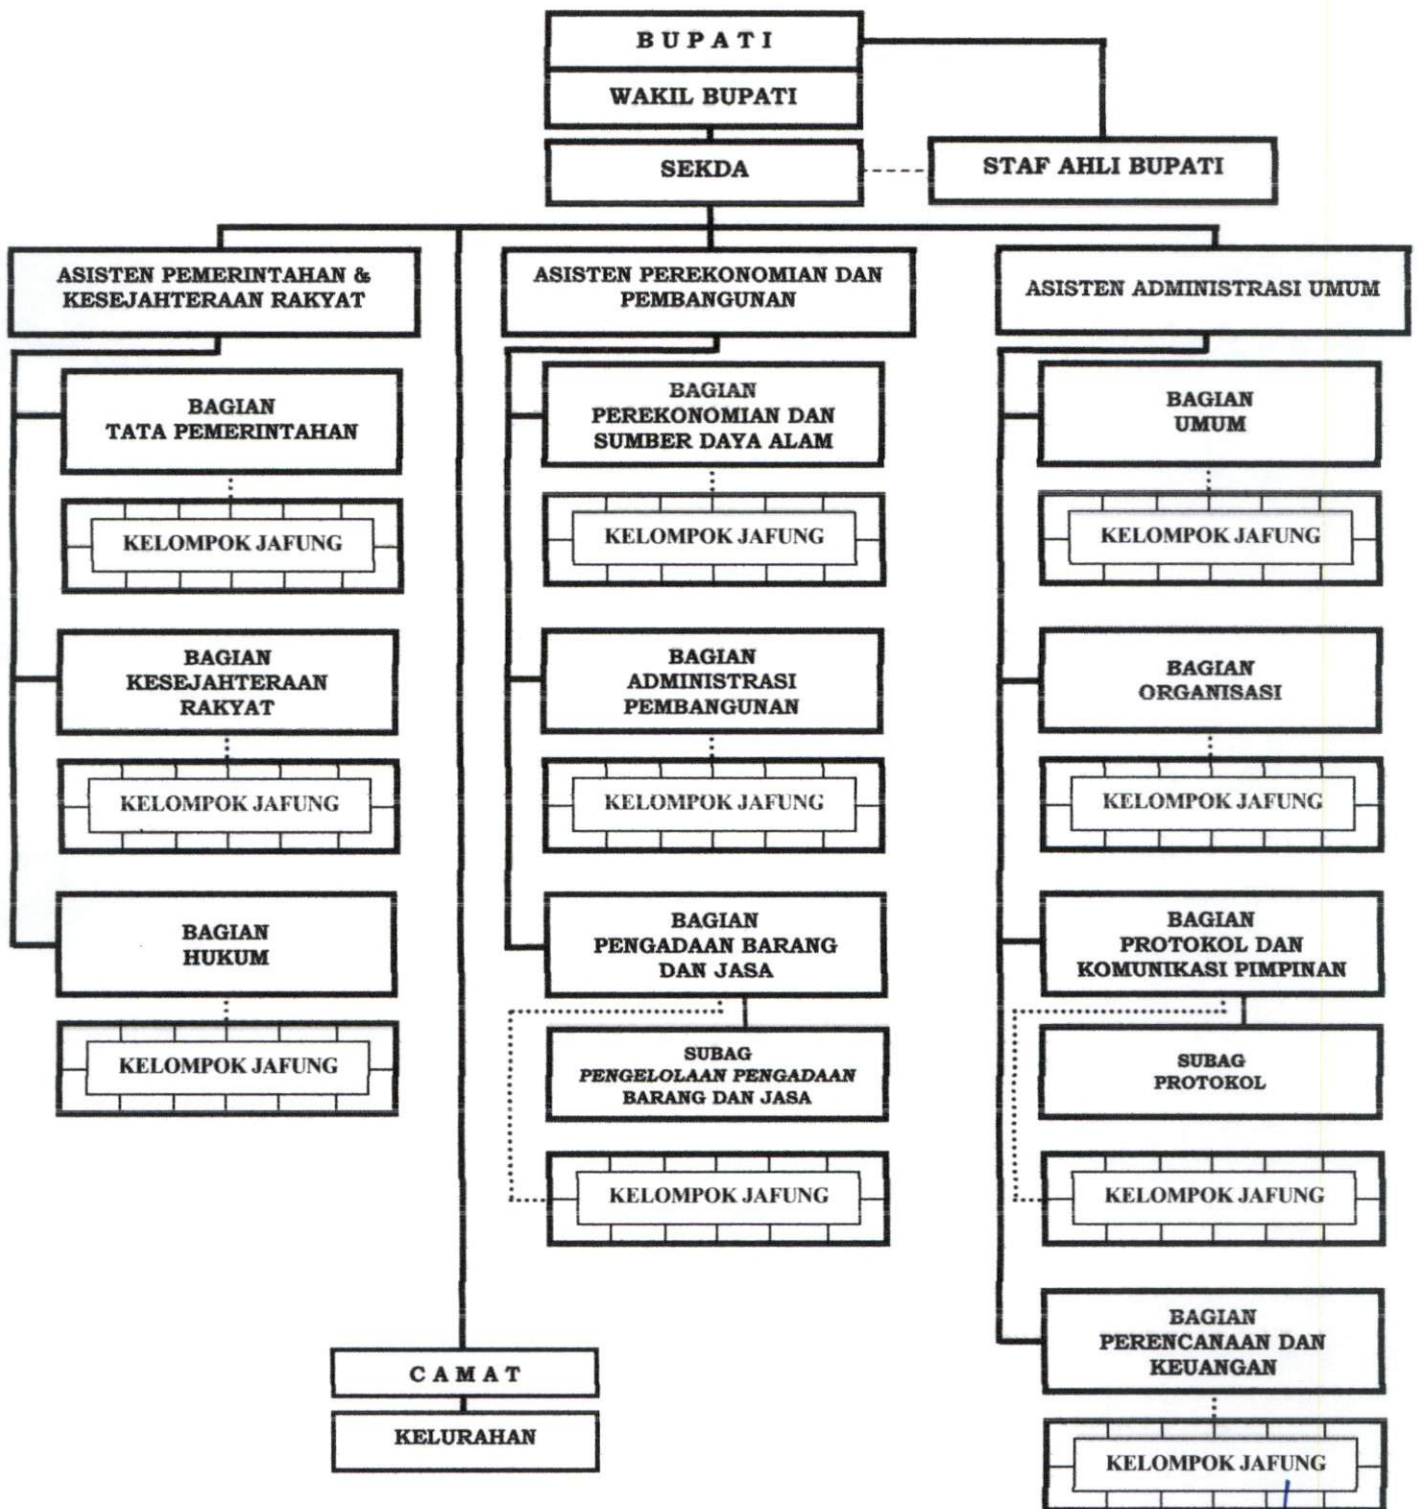 B U P A T I
WAKIL BUPATI
SEKDA
STAF AHLI BUPATI
ASISTEN PEMERINTAHAN &
KESEJAHTERAAN RAKYAT
BAGIAN
TATA PEMERINTAHAN
KELOMPOK JAFUNG
BAGIAN
KESEJAHTERAAN
RAKYAT
KELOMPOK JAFUNG
BAGIAN
HUKUM
KELOMPOK JAFUNG
C A M A T
KELURAHAN
ASISTEN PEREKONOMIAN DAN
PEMBANGUNAN
BAGIAN
PEREKONOMIAN DAN
SUMBER DAYA ALAM
KELOMPOK JAFUNG
BAGIAN
ADMINISTRASI
PEMBANGUNAN
KELOMPOK JAFUNG
BAGIAN
PENGADAAN BARANG
DAN JASA
SUBAG
PENGELOLAAN PENGADAAN
BARANG DAN JASA
KELOMPOK JAFUNG
ASISTEN ADMINISTRASI UMUM
BAGIAN
UMUM
KELOMPOK JAFUNG
BAGIAN
ORGANISASI
KELOMPOK JAFUNG
BAGIAN
PROTOKOL DAN
KOMUNIKASI PIMPINAN
SUBAG
PROTOKOL
KELOMPOK JAFUNG
BAGIAN
PERENCANAAN DAN
KEUANGAN
KELOMPOK JAFUNG